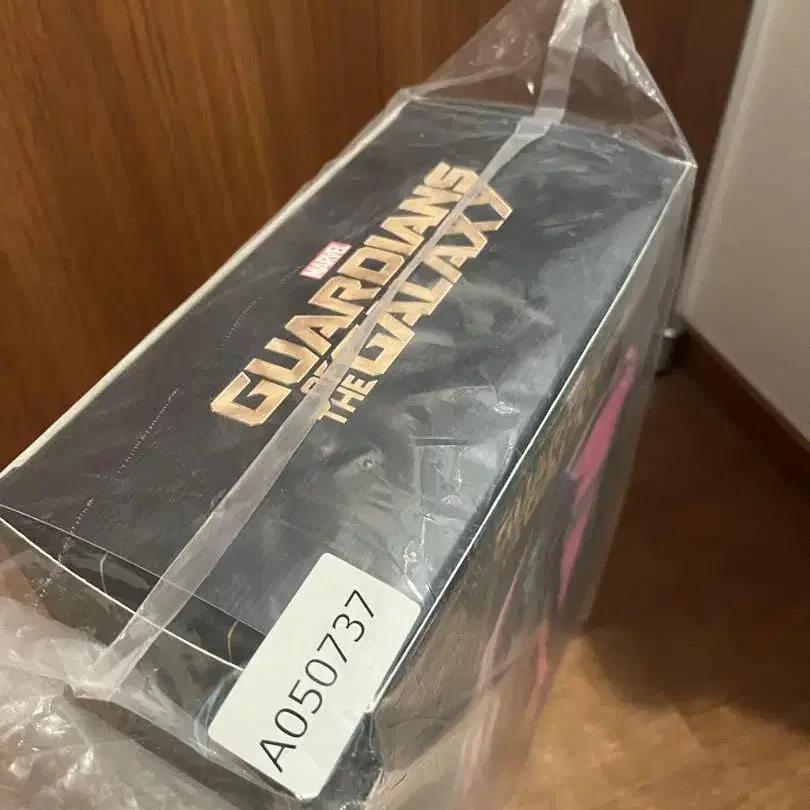 MARVEL
GUARDIANS
OF
THE GALAXY
A050737